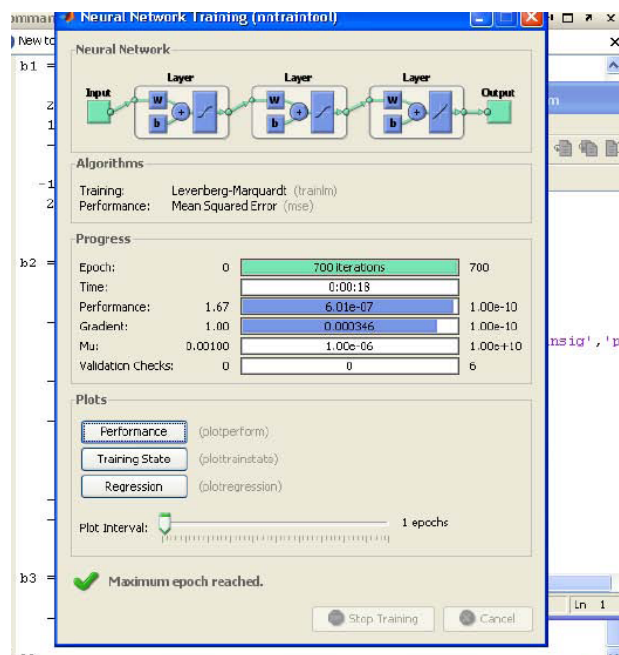 Neural Network Training (nntraintool)
New to
b1 =
Neural Network
Layer Layer Layer
Input Output
W W W
b b b
2
1
Algorithms
Training: Levenberg-Marquardt (trainlm)
Performance: Mean Squared Error (mse)
-1
2
Progress
b2 =
Epoch: 0 700 iterations 700
Time: 0:00:18
Performance: 1.67 6.01e-07 1.00e-10
Gradient: 1.00 0.000346 1.00e-10
Mu: 0.00100 1.00e-06 1.00e+10
nsig','p
Validation Checks: 0 0 6
Plots
Performance (plotperform)
Training State (plottrainstate)
Regression (plotregression)
Plot Interval: 1 epochs
b3 =
Maximum epoch reached.
Ln 1
Stop Training Cancel